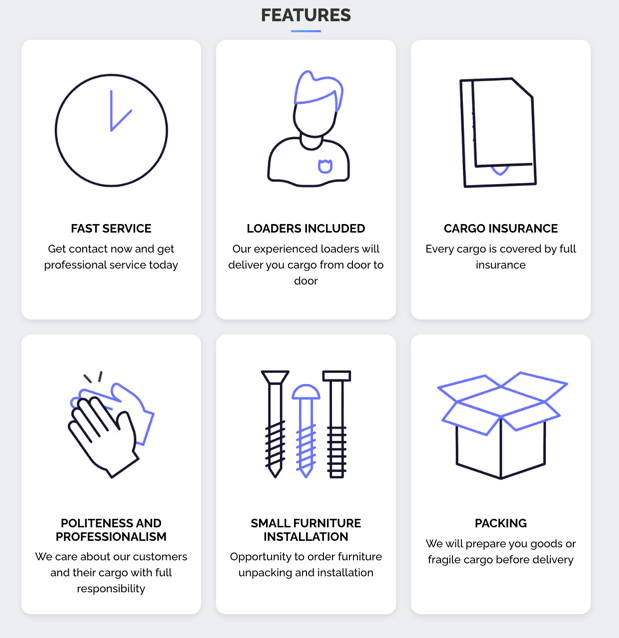 FEATURES
FAST SERVICE
Get contact now and get
professional service today
LOADERS INCLUDED
Our experienced loaders will
deliver you cargo from door to
door
CARGO INSURANCE
Every cargo is covered by full
insurance
POLITENESS AND
PROFESSIONALISM
We care about our customers
and their cargo with full
responsibility
SMALL FURNITURE
INSTALLATION
Opportunity to order furniture
unpacking and installation
PACKING
We will prepare you goods or
fragile cargo before delivery